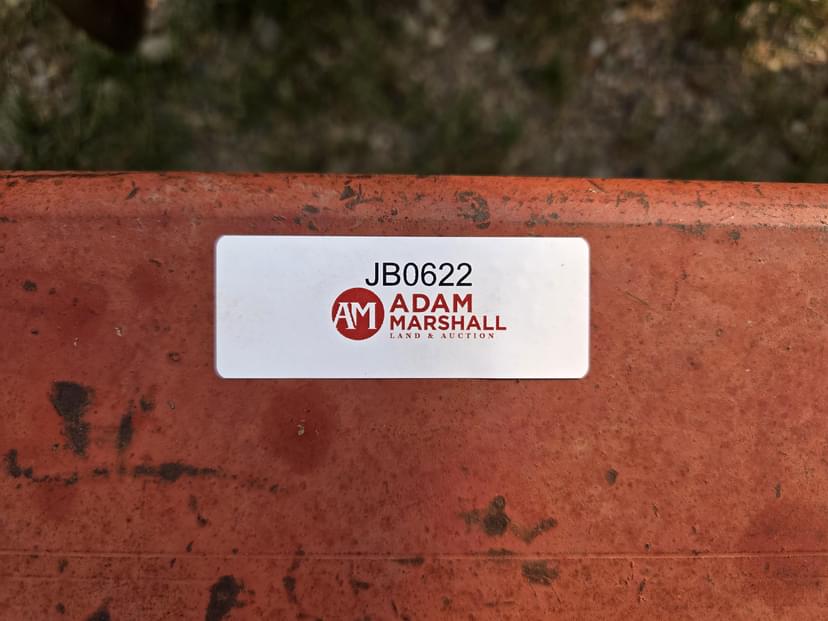 JB0622
AM
ADAM
MARSHALL
LAND & AUCTION